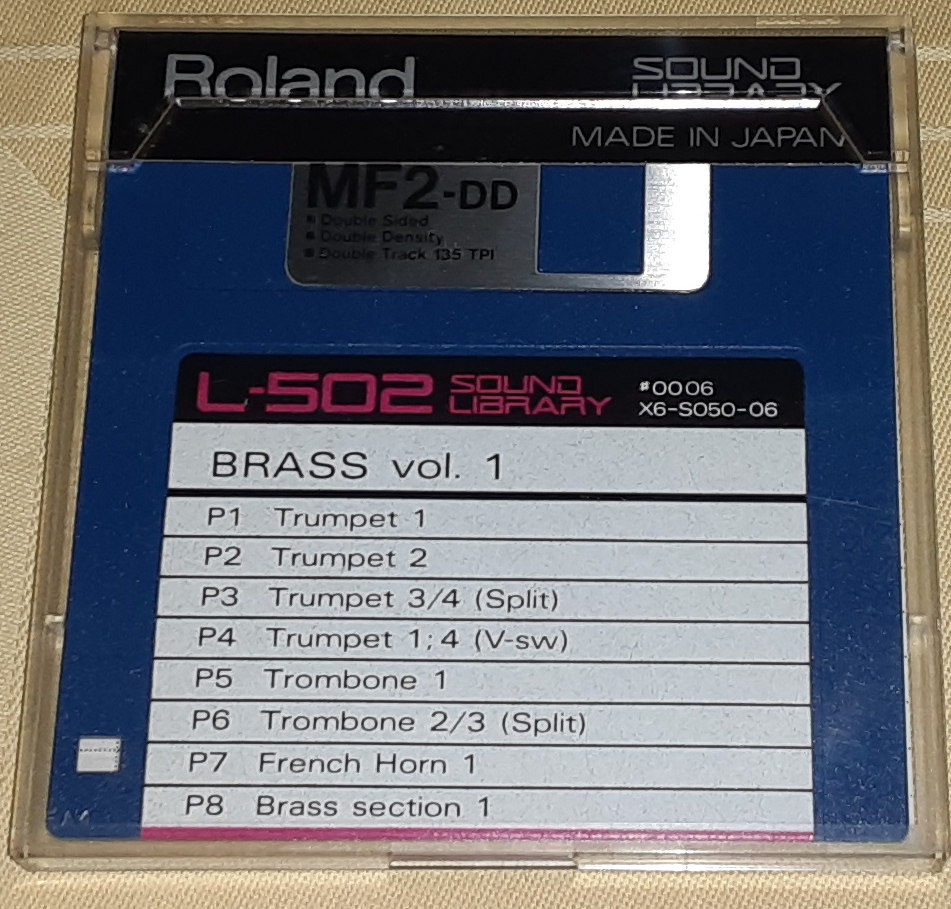 Roland SOUND LIBRARY
MADE IN JAPAN
MF2-DD
# Double Sided
# Double Density
# Double Track 135 TPI
L-502 SOUND LIBRARY #0006
X6-S050-06
BRASS vol. 1
P1 Trumpet 1
P2 Trumpet 2
P3 Trumpet 3/4 (Split)
P4 Trumpet 1;4 (V-sw)
P5 Trombone 1
P6 Trombone 2/3 (Split)
P7 French Horn 1
P8 Brass section 1